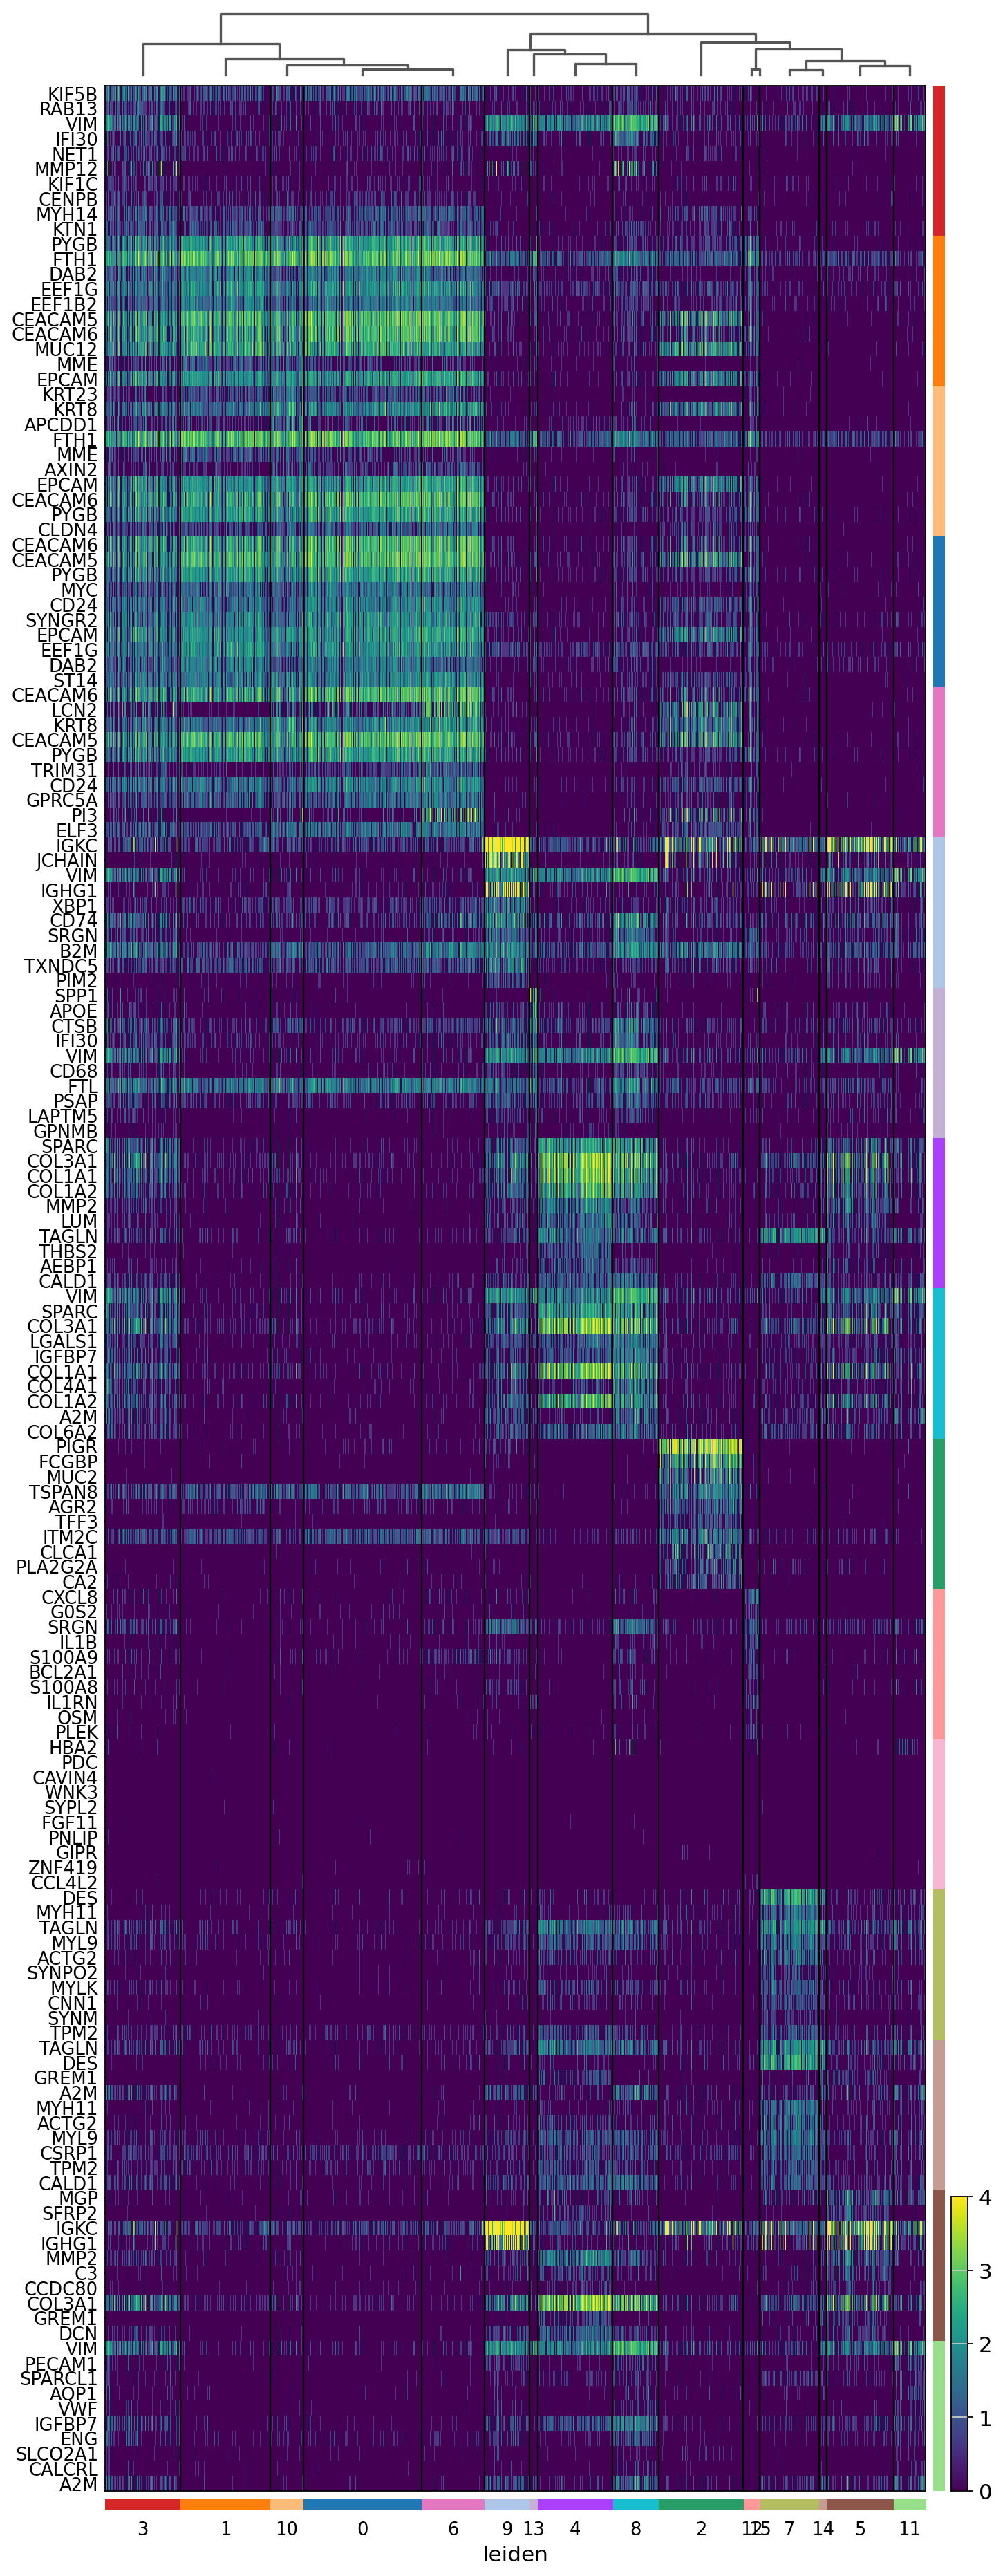 KIF5B
RAB13
VIM
IFI30
NET1
MMP12
KIF1C
CENPB
MYH14
KTN1
PYGB
FTH1
DAB2
EEF1G
EEF1B2
CEACAM5
CEACAM6
MUC12
MME
EPCAM
KRT23
KRT8
APCDD1
FTH1
MME
AXIN2
EPCAM
CEACAM6
PYGB
CLDN4
CEACAM6
CEACAM5
PYGB
MYC
CD24
SYNGR2
EPCAM
EEF1G
DAB2
ST14
CEACAM6
LCN2
KRT8
CEACAM5
PYGB
TRIM31
CD24
GPRC5A
PI3
ELF3
IGKC
JCHAIN
VIM
IGHG1
XBP1
CD74
SRGN
B2M
TXNDC5
PIM2
SPP1
APOE
CTSB
IFI30
VIM
CD68
FTL
PSAP
LAPTM5
GPNMB
SPARC
COL3A1
COL1A1
COL1A2
MMP2
LUM
TAGLN
THBS2
AEBP1
CALD1
VIM
SPARC
COL3A1
LGALS1
IGFBP7
COL1A1
COL4A1
COL1A2
A2M
COL6A2
PIGR
FCGBP
MUC2
TSPAN8
AGR2
TFF3
ITM2C
CLCA1
PLA2G2A
CA2
CXCL8
G0S2
SRGN
IL1B
S100A9
BCL2A1
S100A8
IL1RN
OSM
PLEK
HBA2
PDC
CAVIN4
WNK3
SYPL2
FGF11
PNLIP
GIPR
ZNF419
CCL4L2
DES
MYH11
TAGLN
MYL9
ACTG2
SYNPO2
MYLK
CNN1
SYNM
TPM2
TAGLN
DES
GREM1
A2M
MYH11
ACTG2
MYL9
CSRP1
TPM2
CALD1
MGP
SFRP2
IGKC
IGHG1
MMP2
C3
CCDC80
COL3A1
GREM1
DCN
VIM
PECAM1
SPARCL1
AQP1
VWF
IGFBP7
ENG
SLCO2A1
CALCRL
A2M
4
3
2
1
0
3 1 10 0 6 9 13 4 8 2 12 15 7 14 5 11
leiden